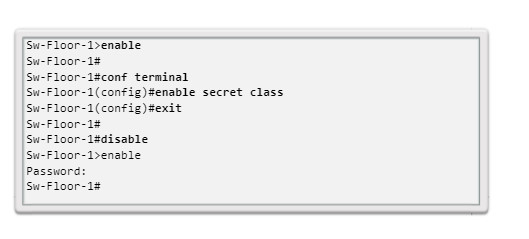 Sw-Floor-1>enable
Sw-Floor-1#
Sw-Floor-1#conf terminal
Sw-Floor-1(config)#enable secret class
Sw-Floor-1(config)#exit
Sw-Floor-1#
Sw-Floor-1#disable
Sw-Floor-1>enable
Password:
Sw-Floor-1#